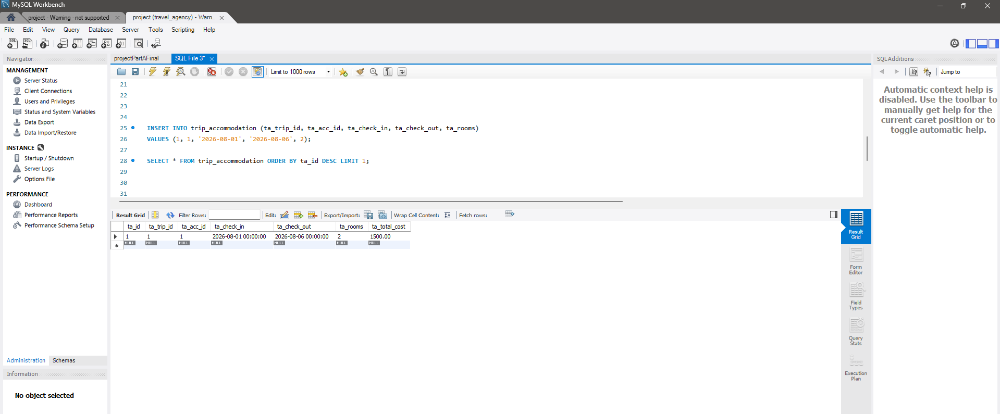 MySQL Workbench
project - Warning - not supported
project (travel_agency) - Warn...
File Edit View Query Database Server Tools Scripting Help
Navigator
MANAGEMENT
Server Status
Client Connections
Users and Privileges
Status and System Variables
Data Export
Data Import/Restore
INSTANCE
Startup / Shutdown
Server Logs
Options File
PERFORMANCE
Dashboard
Performance Reports
Performance Schema Setup
Administration Schemas
Information
No object selected
projectPartAFinal SQL File 3*
Limit to 1000 rows
21
22
23
24
25 INSERT INTO trip_accommodation (ta_trip_id, ta_acc_id, ta_check_in, ta_check_out, ta_rooms)
26 VALUES (1, 1, '2026-08-01', '2026-08-06', 2);
27
28 SELECT * FROM trip_accommodation ORDER BY ta_id DESC LIMIT 1;
29
30
31
Result Grid Filter Rows: Edit: Export/Import: Wrap Cell Content: Fetch rows:
ta_id ta_trip_id ta_acc_id ta_check_in ta_check_out ta_rooms ta_total_cost
1 1 1 2026-08-01 00:00:00 2026-08-06 00:00:00 2 1500.00
NULL NULL NULL NULL NULL NULL NULL
Result
Grid
Form
Editor
Field
Types
Query
Stats
Execution
Plan
SQLAdditions
Jump to
Automatic context help is
disabled. Use the toolbar to
manually get help for the
current caret position or to
toggle automatic help.